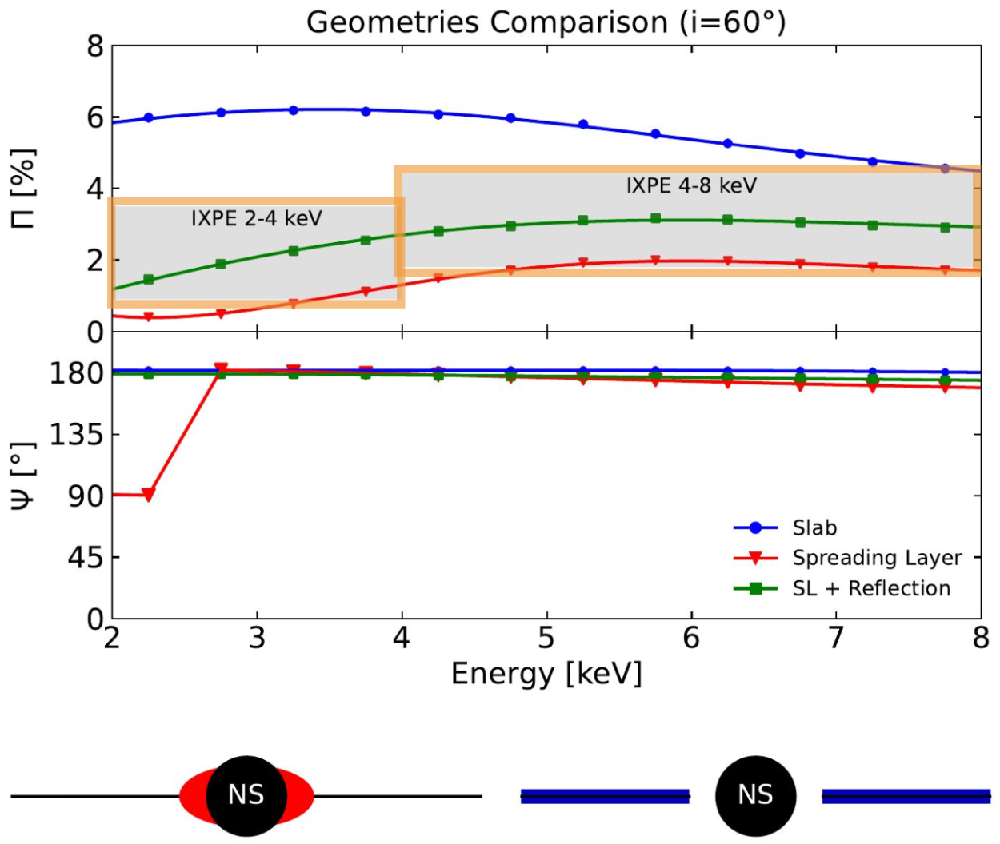 Geometries Comparison (i=60°)
8
6
4
2
0
Π [%]
IXPE 2-4 keV
IXPE 4-8 keV
180
135
90
45
0
Ψ [°]
Slab
Spreading Layer
SL + Reflection
2 3 4 5 6 7 8
Energy [keV]
NS
NS